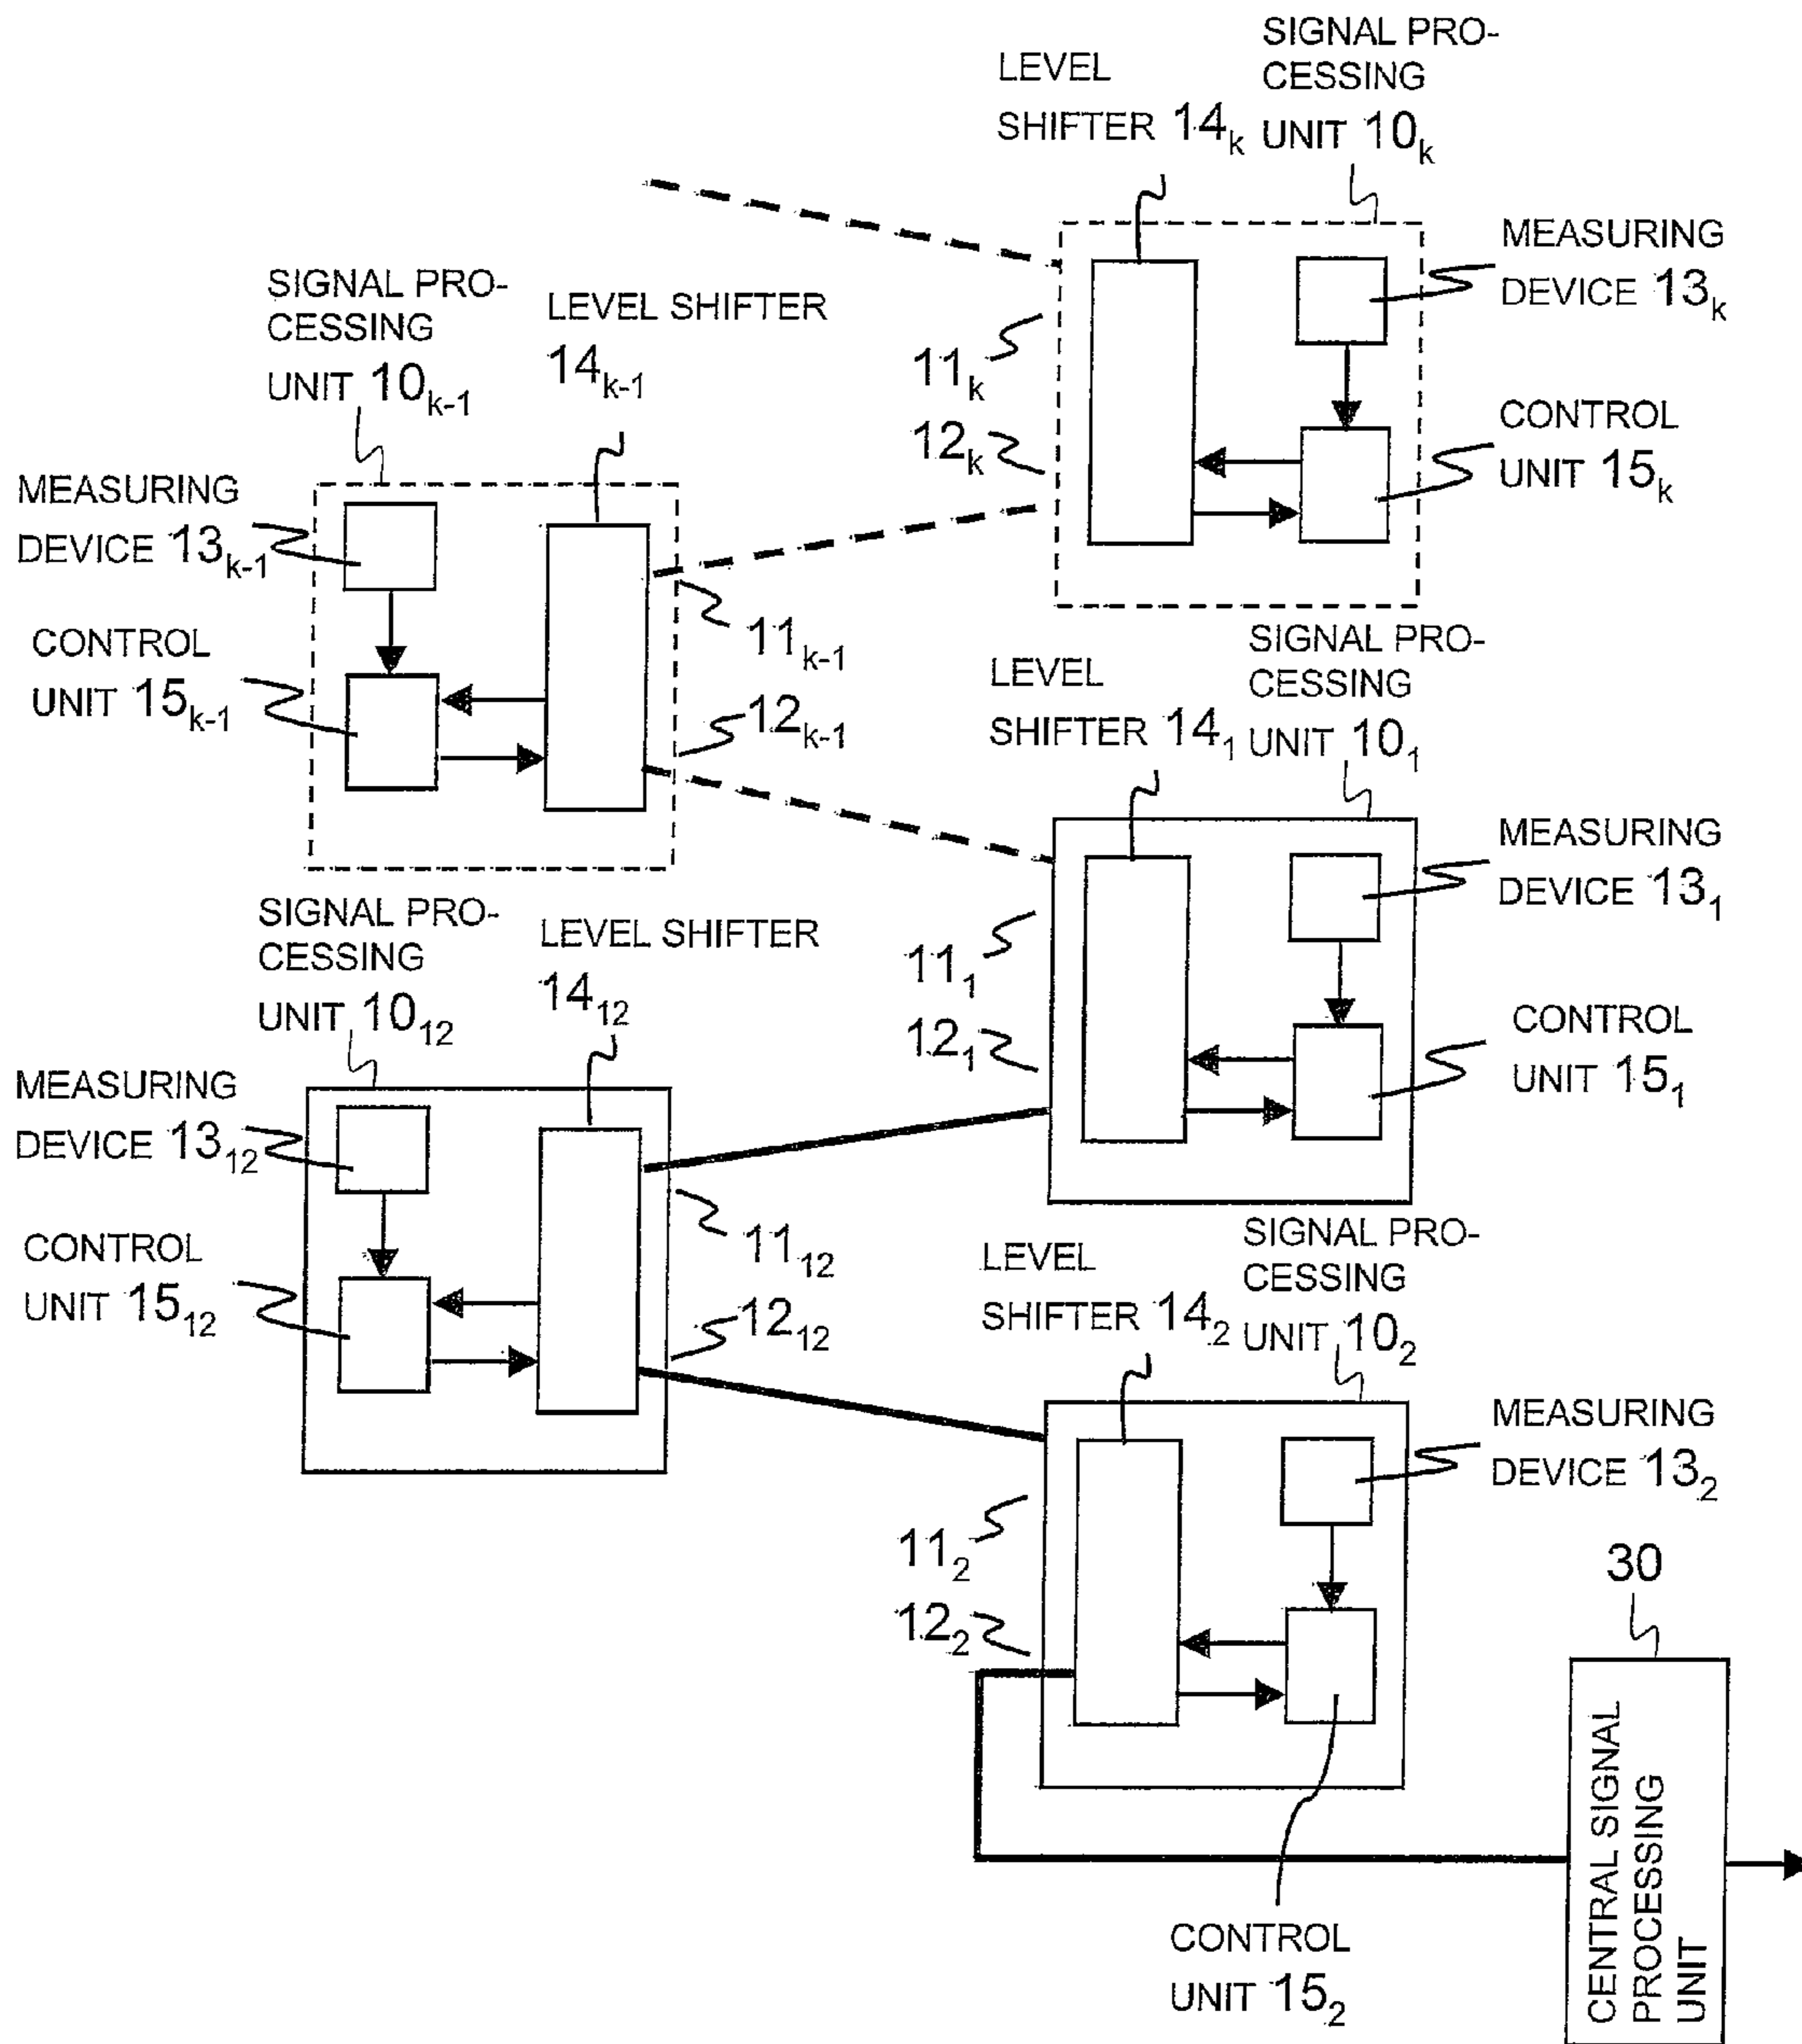 SIGNAL PRO-
CESSING
UNIT 10k
LEVEL
SHIFTER 14k
MEASURING
DEVICE 13k
11k
12k
CONTROL
UNIT 15k
SIGNAL PRO-
CESSING
UNIT 10k-1
LEVEL SHIFTER
14k-1
MEASURING
DEVICE 13k-1
CONTROL
UNIT 15k-1
11k-1
12k-1
SIGNAL PRO-
CESSING
UNIT 101
LEVEL
SHIFTER 141
MEASURING
DEVICE 131
111
121
CONTROL
UNIT 151
SIGNAL PRO-
CESSING
UNIT 1012
LEVEL SHIFTER
1412
MEASURING
DEVICE 1312
CONTROL
UNIT 1512
1112
1212
SIGNAL PRO-
CESSING
UNIT 102
LEVEL
SHIFTER 142
MEASURING
DEVICE 132
112
122
CONTROL
UNIT 152
30
CENTRAL SIGNAL
PROCESSING
UNIT